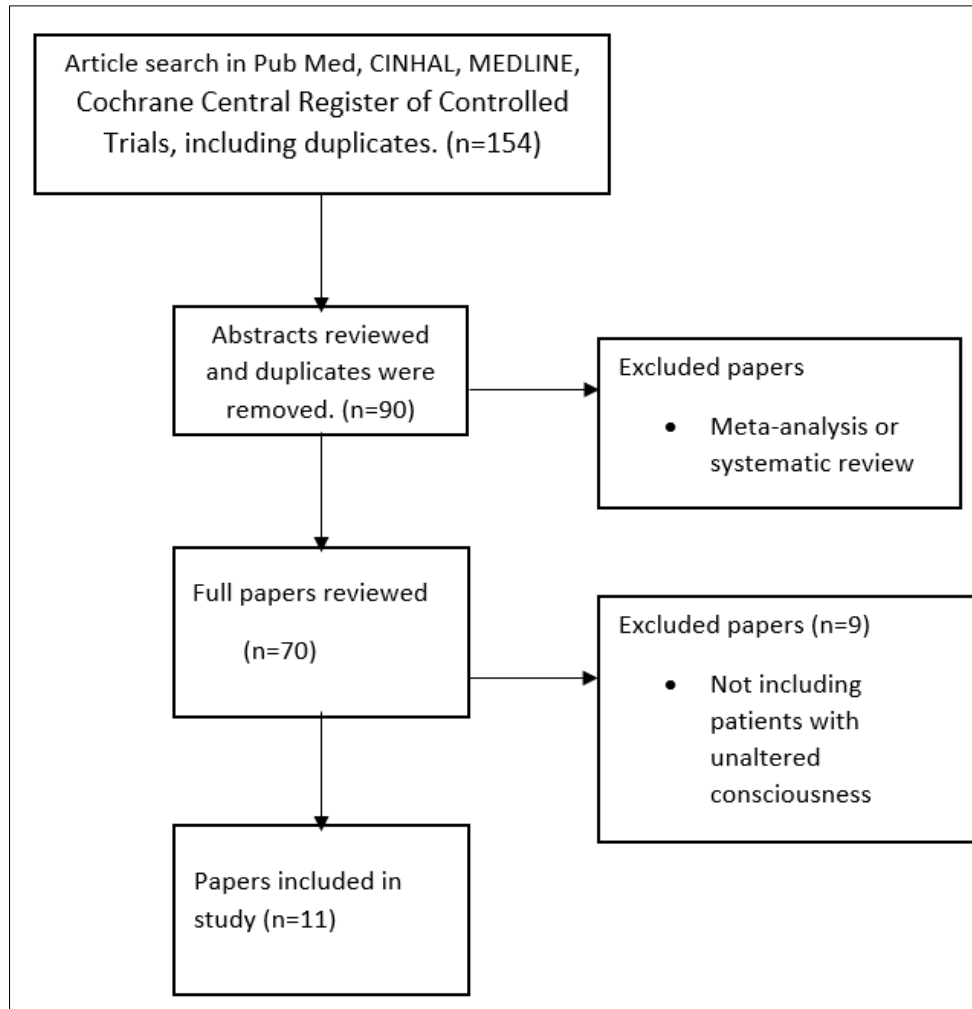 Article search in Pub Med, CINHAL, MEDLINE,
Cochrane Central Register of Controlled
Trials, including duplicates. (n=154)
Abstracts reviewed
and duplicates were
removed. (n=90)
Excluded papers
• Meta-analysis or
systematic review
Full papers reviewed
(n=70)
Excluded papers (n=9)
• Not including
patients with
unaltered
consciousness
Papers included in
study (n=11)